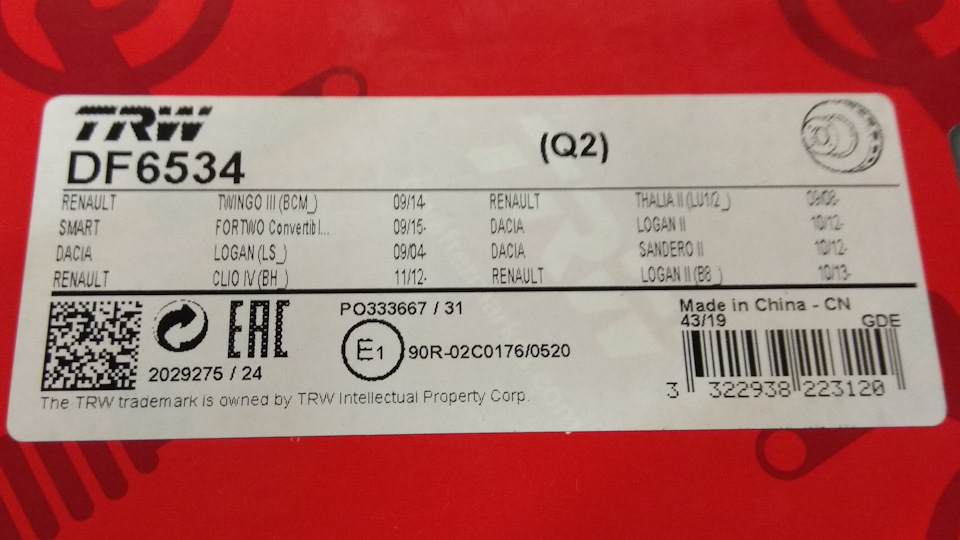 TRW
DF6534
(Q2)
RENAULT TWINGO III (BCM_) 09/14 RENAULT THALIA II (LU1/2_) 09/08-
SMART FORTWO Convertibl... 09/15- DACIA LOGAN II 10/12-
DACIA LOGAN (LS_) 09/04 DACIA SANDERO II 10/12-
RENAULT CLIO IV (BH_) 11/12- RENAULT LOGAN II (B8_) 10/13-
EAC
2029275 / 24
PO333667 / 31
E1 90R-02C0176/0520
Made in China - CN
43/19 GDE
3 322938 223120
The TRW trademark is owned by TRW Intellectual Property Corp.